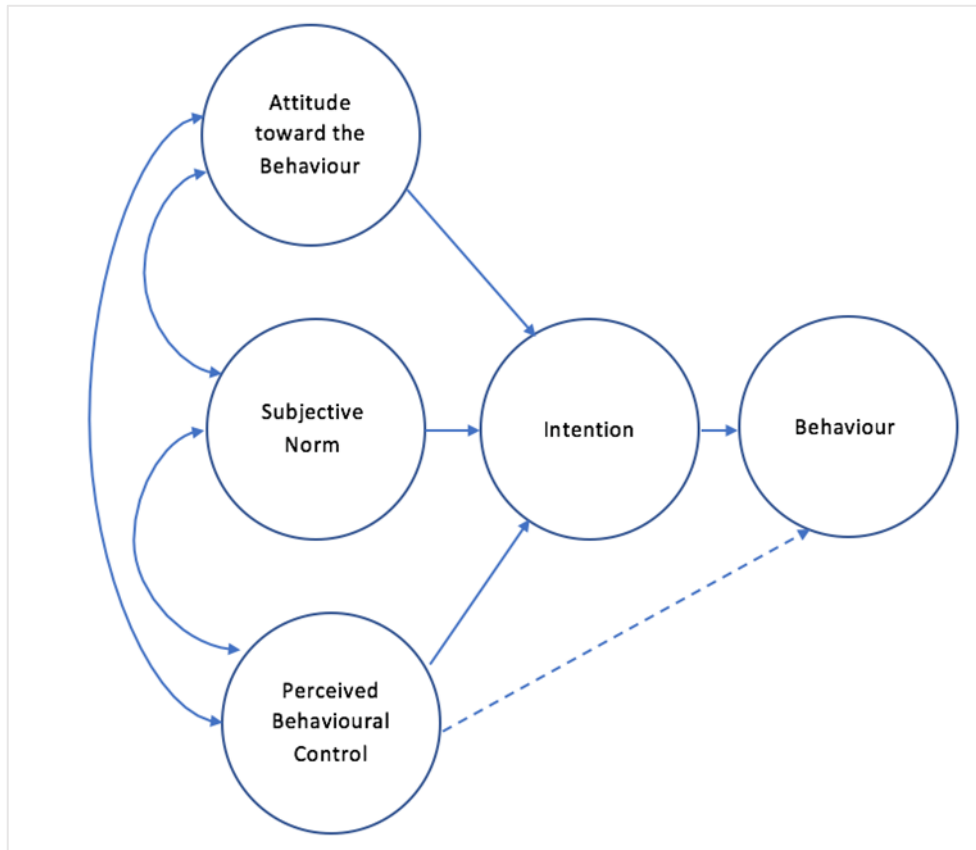 Attitude
toward the
Behaviour
Subjective
Norm
Intention
Behaviour
Perceived
Behavioural
Control